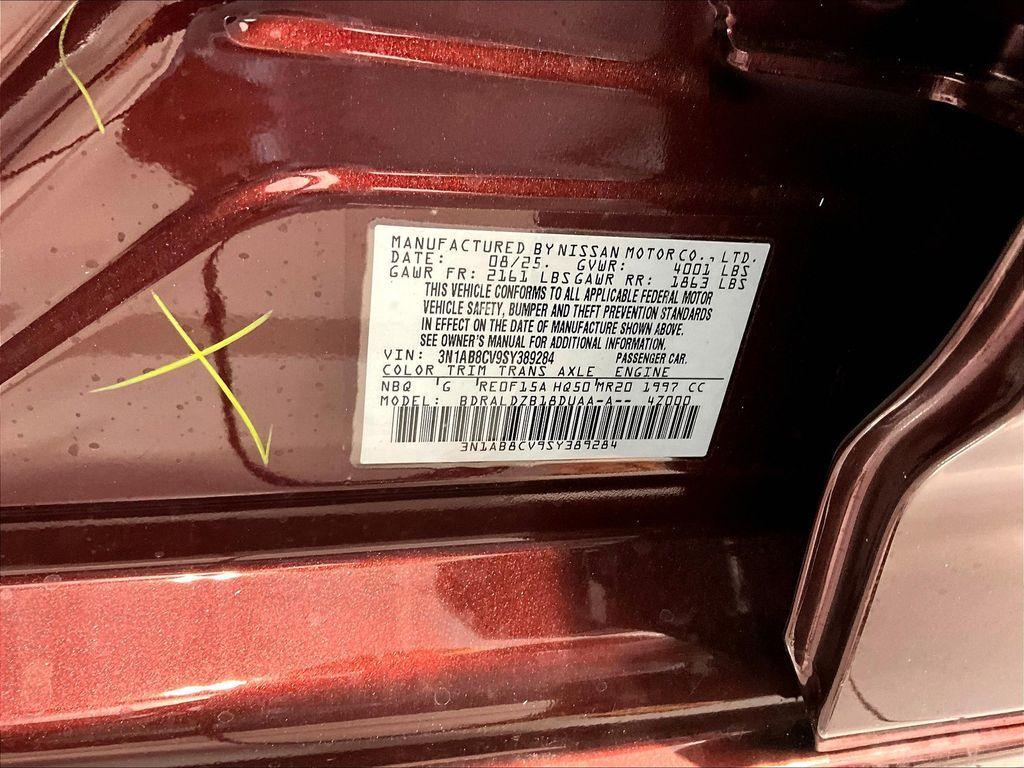 MANUFACTURED BY NISSAN MOTOR CO., LTD.
DATE: 08/25. GVWR: 4001 LBS
GAWR FR: 2161 LBS GAWR RR: 1863 LBS
THIS VEHICLE CONFORMS TO ALL APPLICABLE FEDERAL MOTOR
VEHICLE SAFETY, BUMPER AND THEFT PREVENTION STANDARDS
IN EFFECT ON THE DATE OF MANUFACTURE SHOWN ABOVE.
SEE OWNER'S MANUAL FOR ADDITIONAL INFORMATION.
VIN: 3N1AB8CV9SY389284 PASSENGER CAR.
COLOR TRIM TRANS AXLE ENGINE
NBQ G RE0F15A HQ50 MR20 1997 CC
MODEL: BDRALDZB18DUAA-A-- 4Z000
3N1AB8CV9SY389284